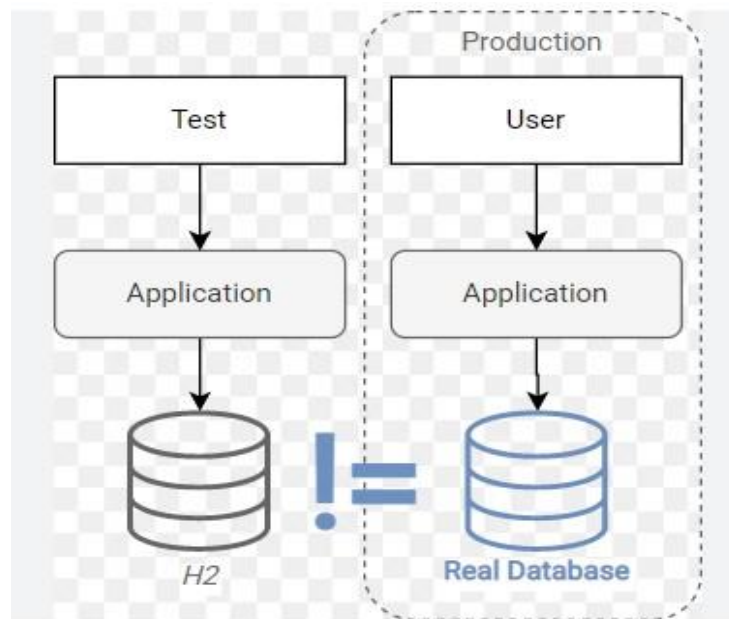 Production
Test
User
Application
Application
!=
H2
Real Database